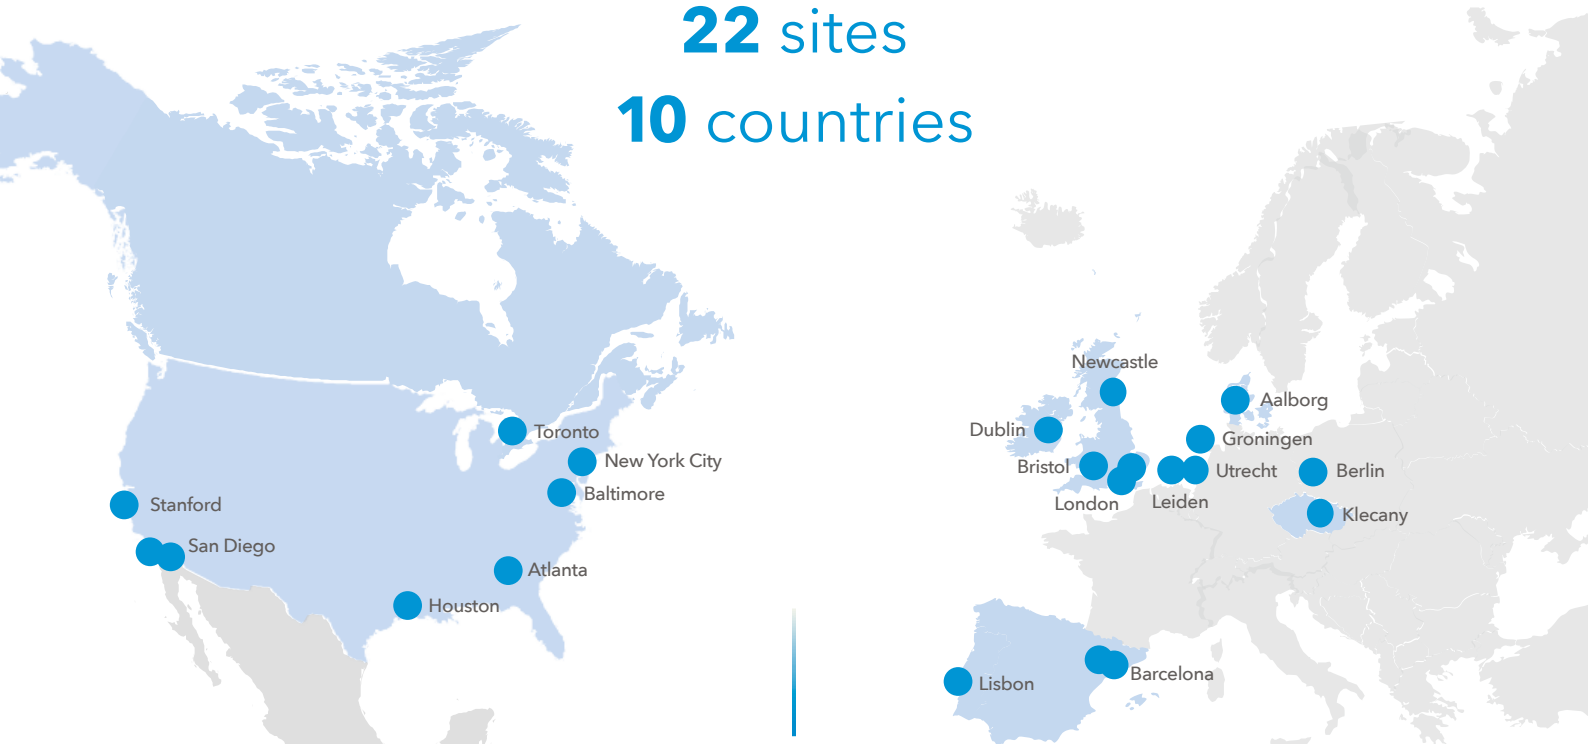 22 sites
10 countries
Newcastle
Aalborg
Dublin
Toronto
Groningen
New York City
Bristol
Utrecht
Berlin
Baltimore
Stanford
London
Leiden
Klecany
San Diego
Atlanta
Houston
Barcelona
Lisbon